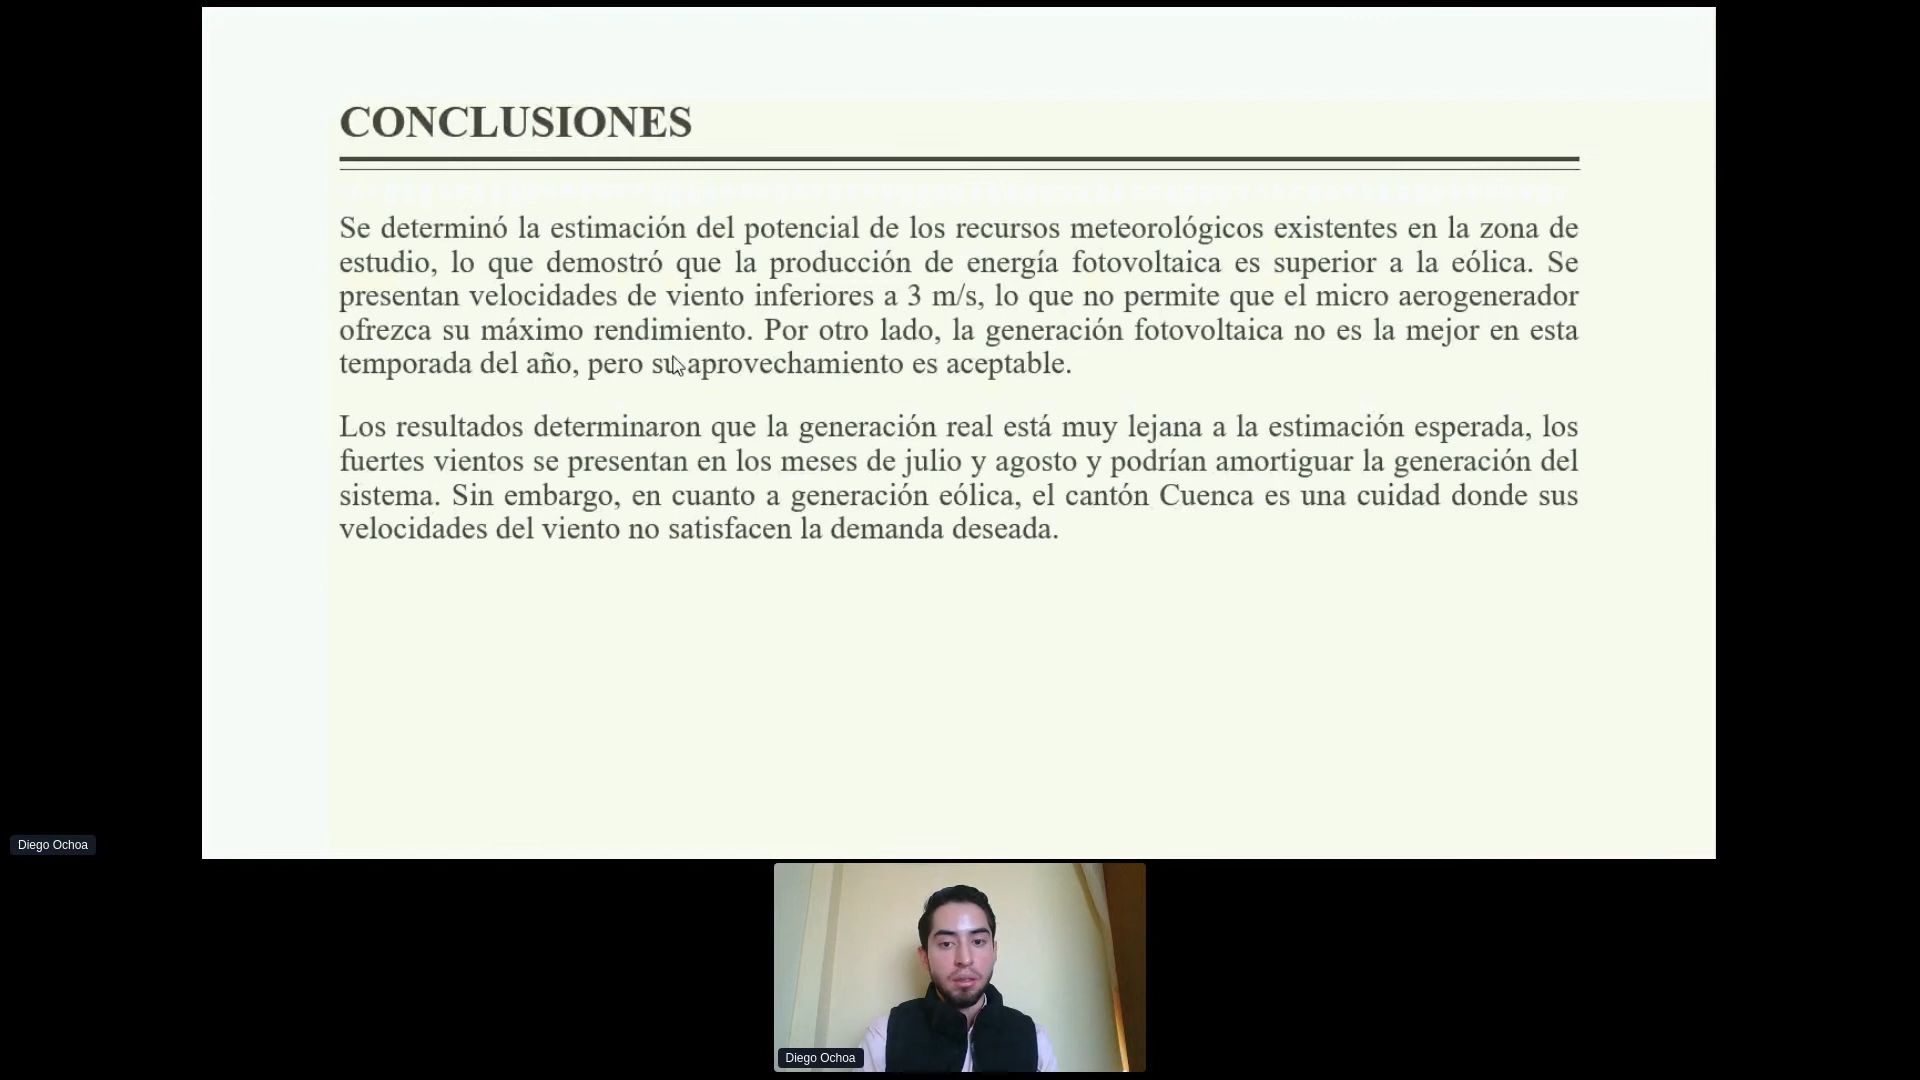 CONCLUSIONES
Se determinó la estimación del potencial de los recursos meteorológicos existentes en la zona de
estudio, lo que demostró que la producción de energía fotovoltaica es superior a la eólica. Se
presentan velocidades de viento inferiores a 3 m/s, lo que no permite que el micro aerogenerador
ofrezca su máximo rendimiento. Por otro lado, la generación fotovoltaica no es la mejor en esta
temporada del año, pero su aprovechamiento es aceptable.
Los resultados determinaron que la generación real está muy lejana a la estimación esperada, los
fuertes vientos se presentan en los meses de julio y agosto y podrían amortiguar la generación del
sistema. Sin embargo, en cuanto a generación eólica, el cantón Cuenca es una cuidad donde sus
velocidades del viento no satisfacen la demanda deseada.
Diego Ochoa
Diego Ochoa